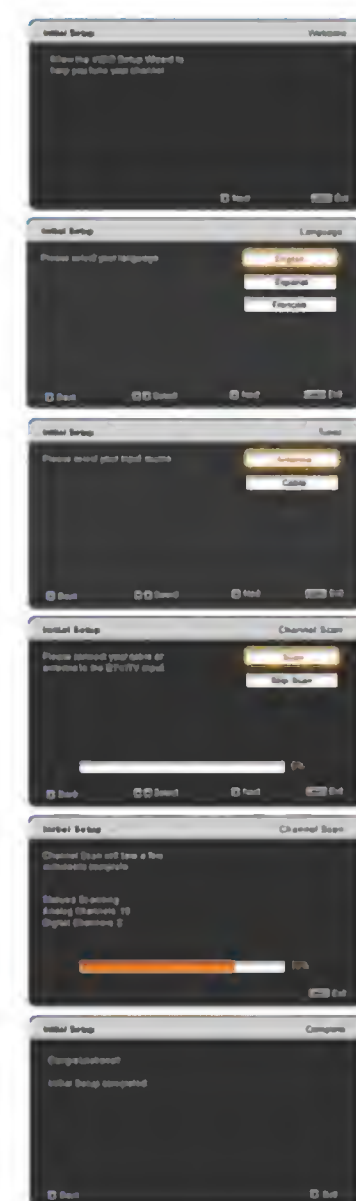 Initial Setup Welcome
Allow the VIZIO Setup Wizard to
help you tune your channel
Next Exit
Initial Setup Language
Please select your language
English
Español
Français
Back Select Next Exit
Initial Setup Tuner
Please select your input source
Antenna
Cable
Back Select Next Exit
Initial Setup Channel Scan
Please connect your cable or
antenna to the DTV/TV input
Scan
Skip Scan
0%
Back Select Next Exit
Initial Setup Channel Scan
Channel Scan will take a few
to complete
Status Scanning
Analog Channels 10
Digital Channels
Exit
Initial Setup Complete
Congratulations!
Initial Setup completed
Back Exit